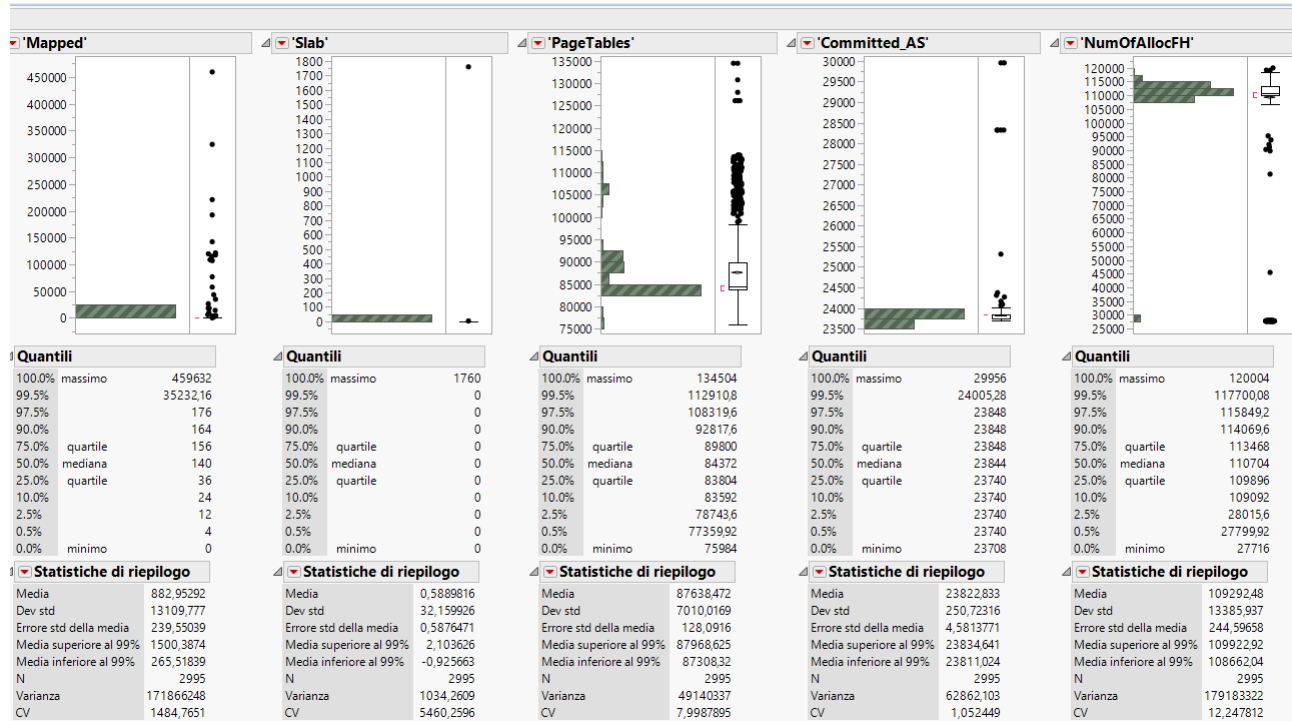 'Mapped'
450000
400000
350000
300000
250000
200000
150000
100000
50000
0
Quantili
100.0% massimo 459632
99.5% 35232,16
97.5% 176
90.0% 164
75.0% quartile 156
50.0% mediana 140
25.0% quartile 36
10.0% 24
2.5% 12
0.5% 4
0.0% minimo 0
Statistiche di riepilogo
Media 882,95292
Dev std 13109,777
Errore std della media 239,55039
Media superiore al 99% 1500,3874
Media inferiore al 99% 265,51839
N 2995
Varianza 171866248
CV 1484,7651
'Slab'
1800
1700
1600
1500
1400
1300
1200
1100
1000
900
800
700
600
500
400
300
200
100
0
Quantili
100.0% massimo 1760
99.5% 0
97.5% 0
90.0% 0
75.0% quartile 0
50.0% mediana 0
25.0% quartile 0
10.0% 0
2.5% 0
0.5% 0
0.0% minimo 0
Statistiche di riepilogo
Media 0,5889816
Dev std 32,159926
Errore std della media 0,5876471
Media superiore al 99% 2,103626
Media inferiore al 99% -0,925663
N 2995
Varianza 1034,2609
CV 5460,2596
'PageTables'
135000
130000
125000
120000
115000
110000
105000
100000
95000
90000
85000
80000
75000
Quantili
100.0% massimo 134504
99.5% 112910,8
97.5% 108319,6
90.0% 92817,6
75.0% quartile 89800
50.0% mediana 84372
25.0% quartile 83804
10.0% 83592
2.5% 78743,6
0.5% 77359,92
0.0% minimo 75984
Statistiche di riepilogo
Media 87638,472
Dev std 7010,0169
Errore std della media 128,0916
Media superiore al 99% 87968,625
Media inferiore al 99% 87308,32
N 2995
Varianza 49140337
CV 7,9987895
'Committed_AS'
30000
29500
29000
28500
28000
27500
27000
26500
26000
25500
25000
24500
24000
23500
Quantili
100.0% massimo 29956
99.5% 24005,28
97.5% 23848
90.0% 23848
75.0% quartile 23848
50.0% mediana 23844
25.0% quartile 23740
10.0% 23740
2.5% 23740
0.5% 23740
0.0% minimo 23708
Statistiche di riepilogo
Media 23822,833
Dev std 250,72316
Errore std della media 4,5813771
Media superiore al 99% 23834,641
Media inferiore al 99% 23811,024
N 2995
Varianza 62862,103
CV 1,052449
'NumOfAllocFH'
120000
115000
110000
105000
100000
95000
90000
85000
80000
75000
70000
65000
60000
55000
50000
45000
40000
35000
30000
25000
Quantili
100.0% massimo 120004
99.5% 117700,08
97.5% 115849,2
90.0% 114069,6
75.0% quartile 113468
50.0% mediana 110704
25.0% quartile 109896
10.0% 109092
2.5% 28015,6
0.5% 27799,92
0.0% minimo 27716
Statistiche di riepilogo
Media 109292,48
Dev std 13385,937
Errore std della media 244,59658
Media superiore al 99% 109922,92
Media inferiore al 99% 108662,04
N 2995
Varianza 179183322
CV 12,247812